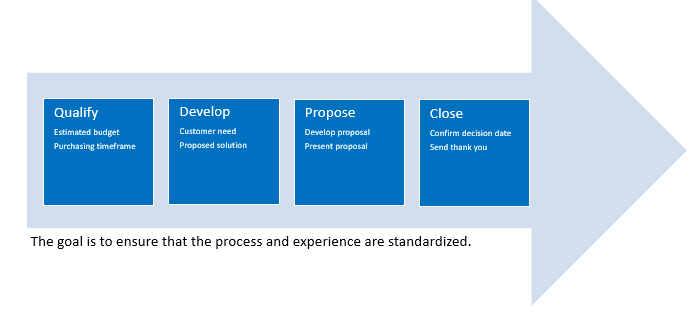 Qualify
Estimated budget
Purchasing timeframe
Develop
Customer need
Proposed solution
Propose
Develop proposal
Present proposal
Close
Confirm decision date
Send thank you
The goal is to ensure that the process and experience are standardized.